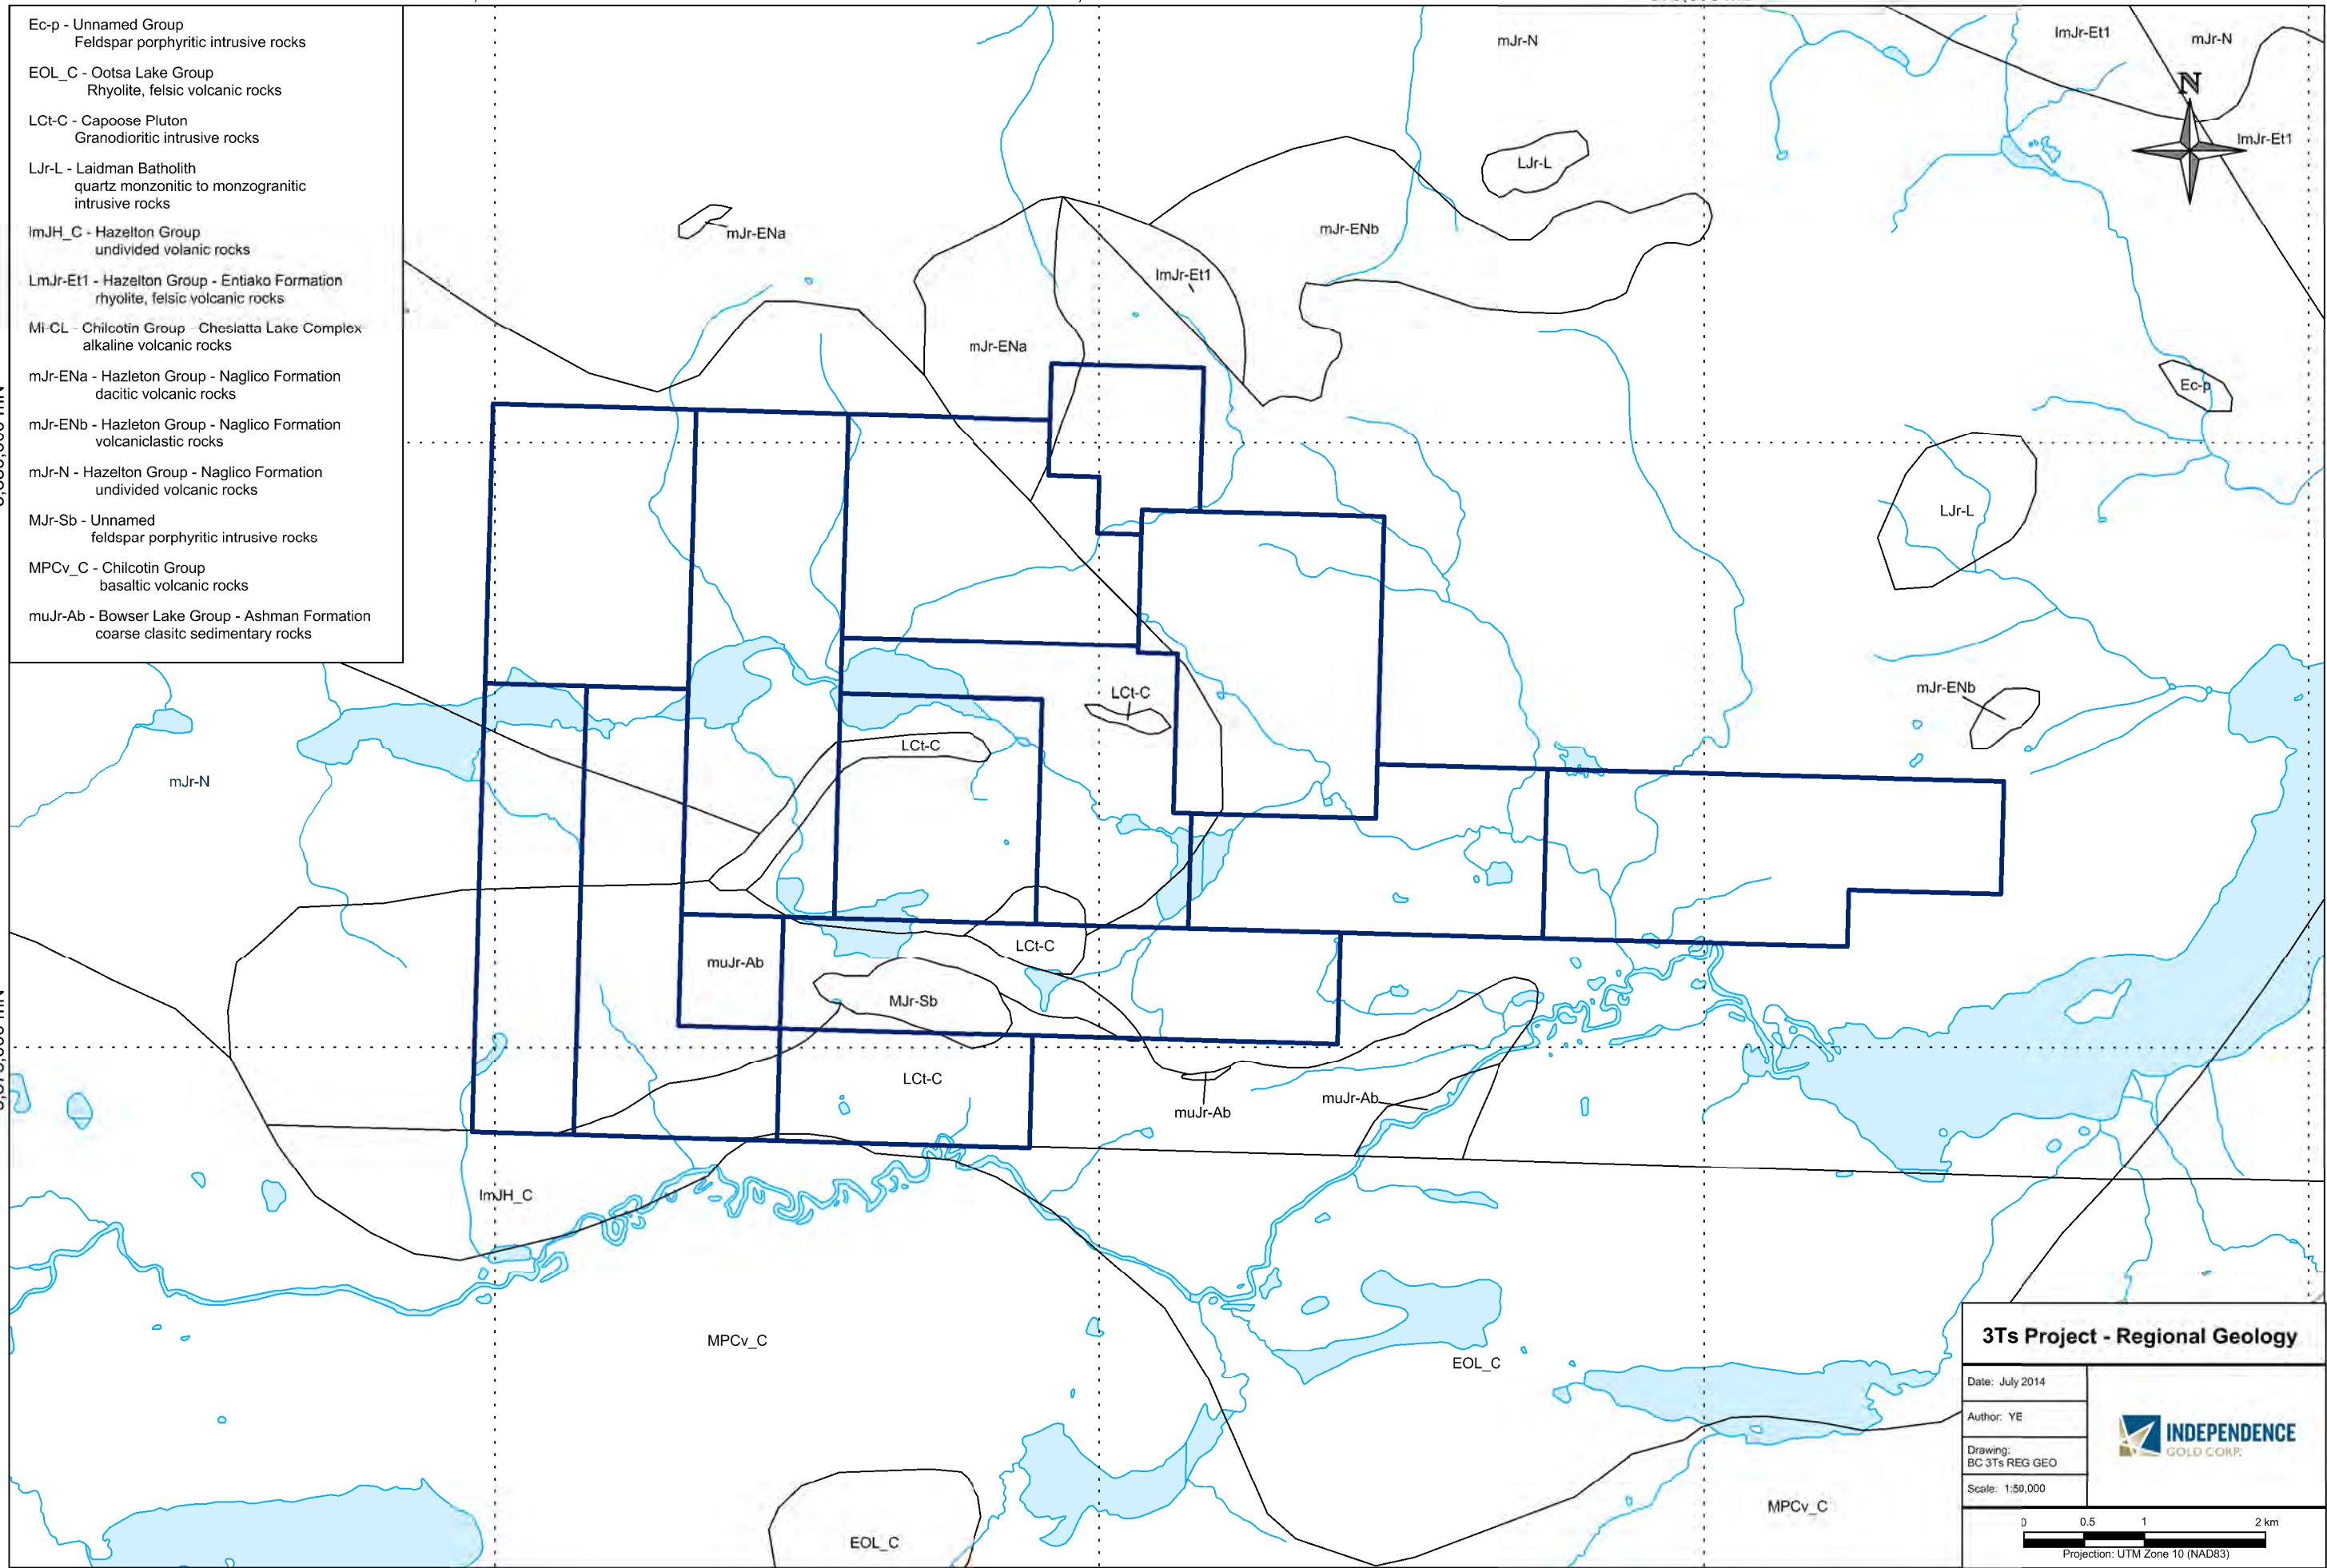 Ec-p - Unnamed Group
Feldspar porphyritic intrusive rocks
EOL_C - Ootsa Lake Group
Rhyolite, felsic volcanic rocks
LCt-C - Capoose Pluton
Granodioritic intrusive rocks
LJr-L - Laidman Batholith
quartz monzonitic to monzogranitic
intrusive rocks
lmJH_C - Hazelton Group
undivided volanic rocks
LmJr-Et1 - Hazelton Group - Entiako Formation
rhyolite, felsic volcanic rocks
Mi-CL - Chilcotin Group - Cheslatta Lake Complex
alkaline volcanic rocks
mJr-ENa - Hazleton Group - Naglico Formation
dacitic volcanic rocks
mJr-ENb - Hazleton Group - Naglico Formation
volcaniclastic rocks
mJr-N - Hazelton Group - Naglico Formation
undivided volcanic rocks
MJr-Sb - Unnamed
feldspar porphyritic intrusive rocks
MPCv_C - Chilcotin Group
basaltic volcanic rocks
muJr-Ab - Bowser Lake Group - Ashman Formation
coarse clasitc sedimentary rocks
mJr-N
lmJr-Et1
mJr-N
N
lmJr-Et1
LJr-L
mJr-ENa
mJr-ENb
lmJr-Et1
mJr-ENa
Ec-p
LJr-L
mJr-ENb
LCt-C
LCt-C
mJr-N
LCt-C
muJr-Ab
MJr-Sb
LCt-C
muJr-Ab
muJr-Ab
lmJH_C
MPCv_C
EOL_C
MPCv_C
EOL_C
3Ts Project - Regional Geology
Date: July 2014
Author: YE
Drawing:
BC 3Ts REG GEO
Scale: 1:50,000
INDEPENDENCE
GOLD CORP.
0 0.5 1 2 km
Projection: UTM Zone 10 (NAD83)